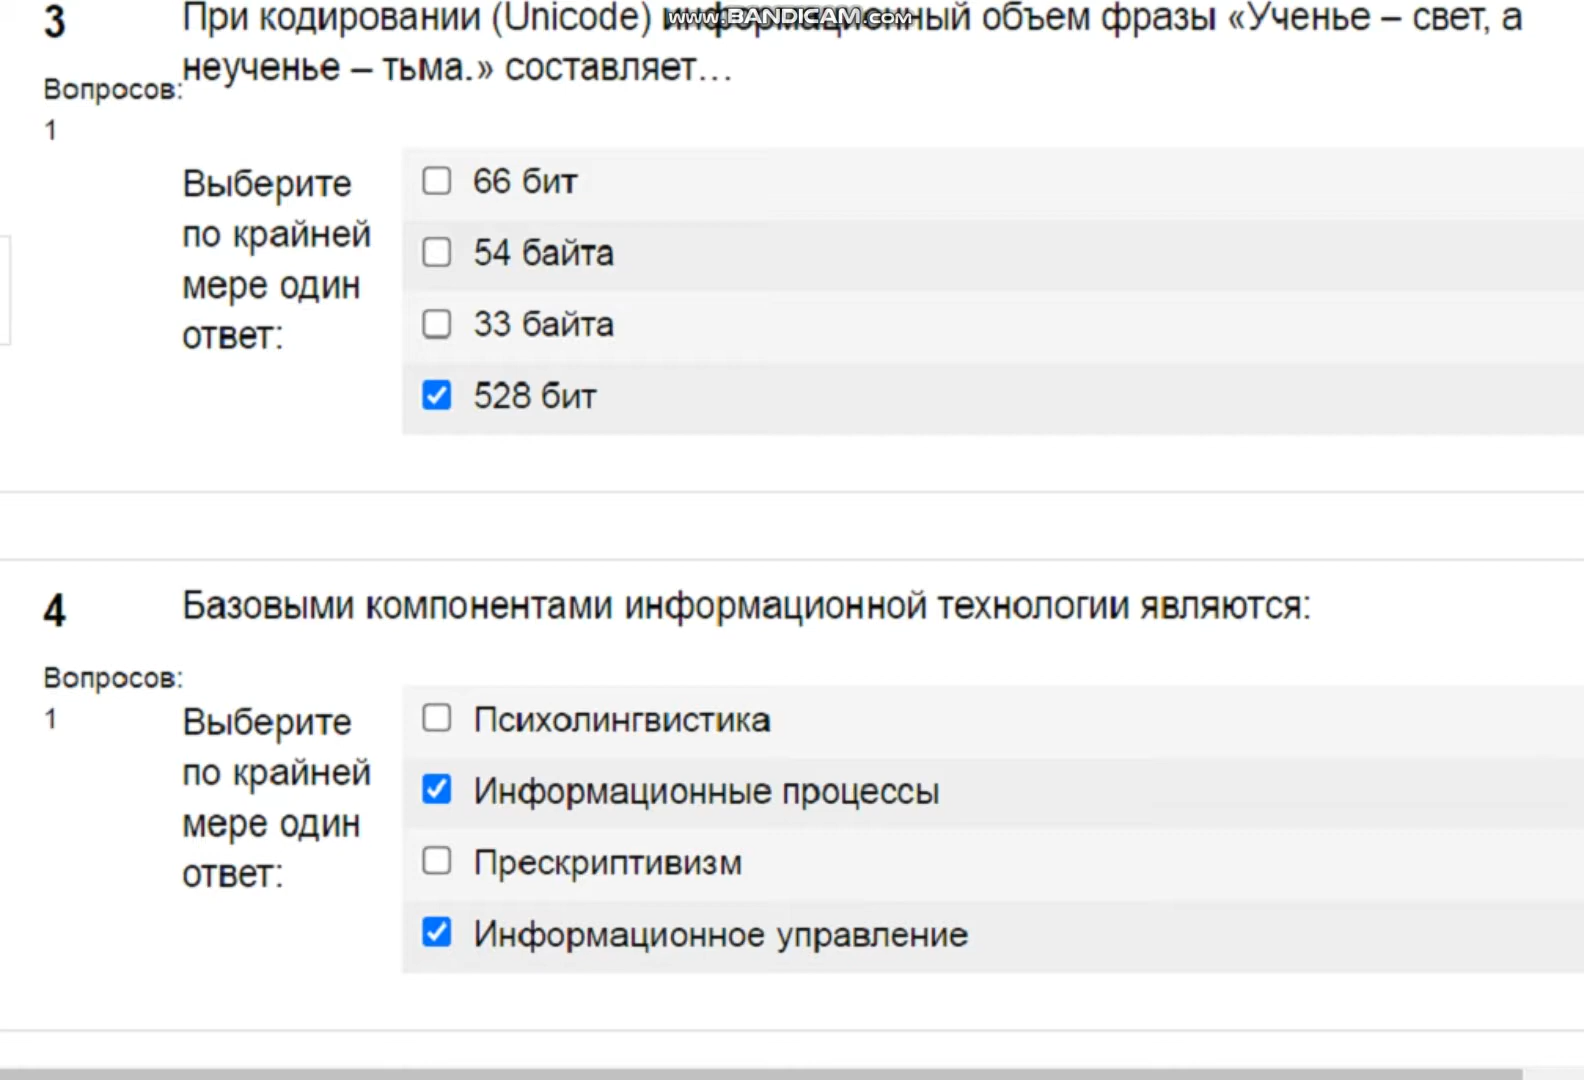 3
При кодировании (Unicode) информационный объем фразы «Ученье – свет, а
www.BANDICAM.com
неученье – тьма.» составляет…
Вопросов:
1
Выберите
по крайней
мере один
ответ:
66 бит
54 байта
33 байта
528 бит
4
Базовыми компонентами информационной технологии являются:
Вопросов:
1
Выберите
по крайней
мере один
ответ:
Психолингвистика
Информационные процессы
Прескриптивизм
Информационное управление